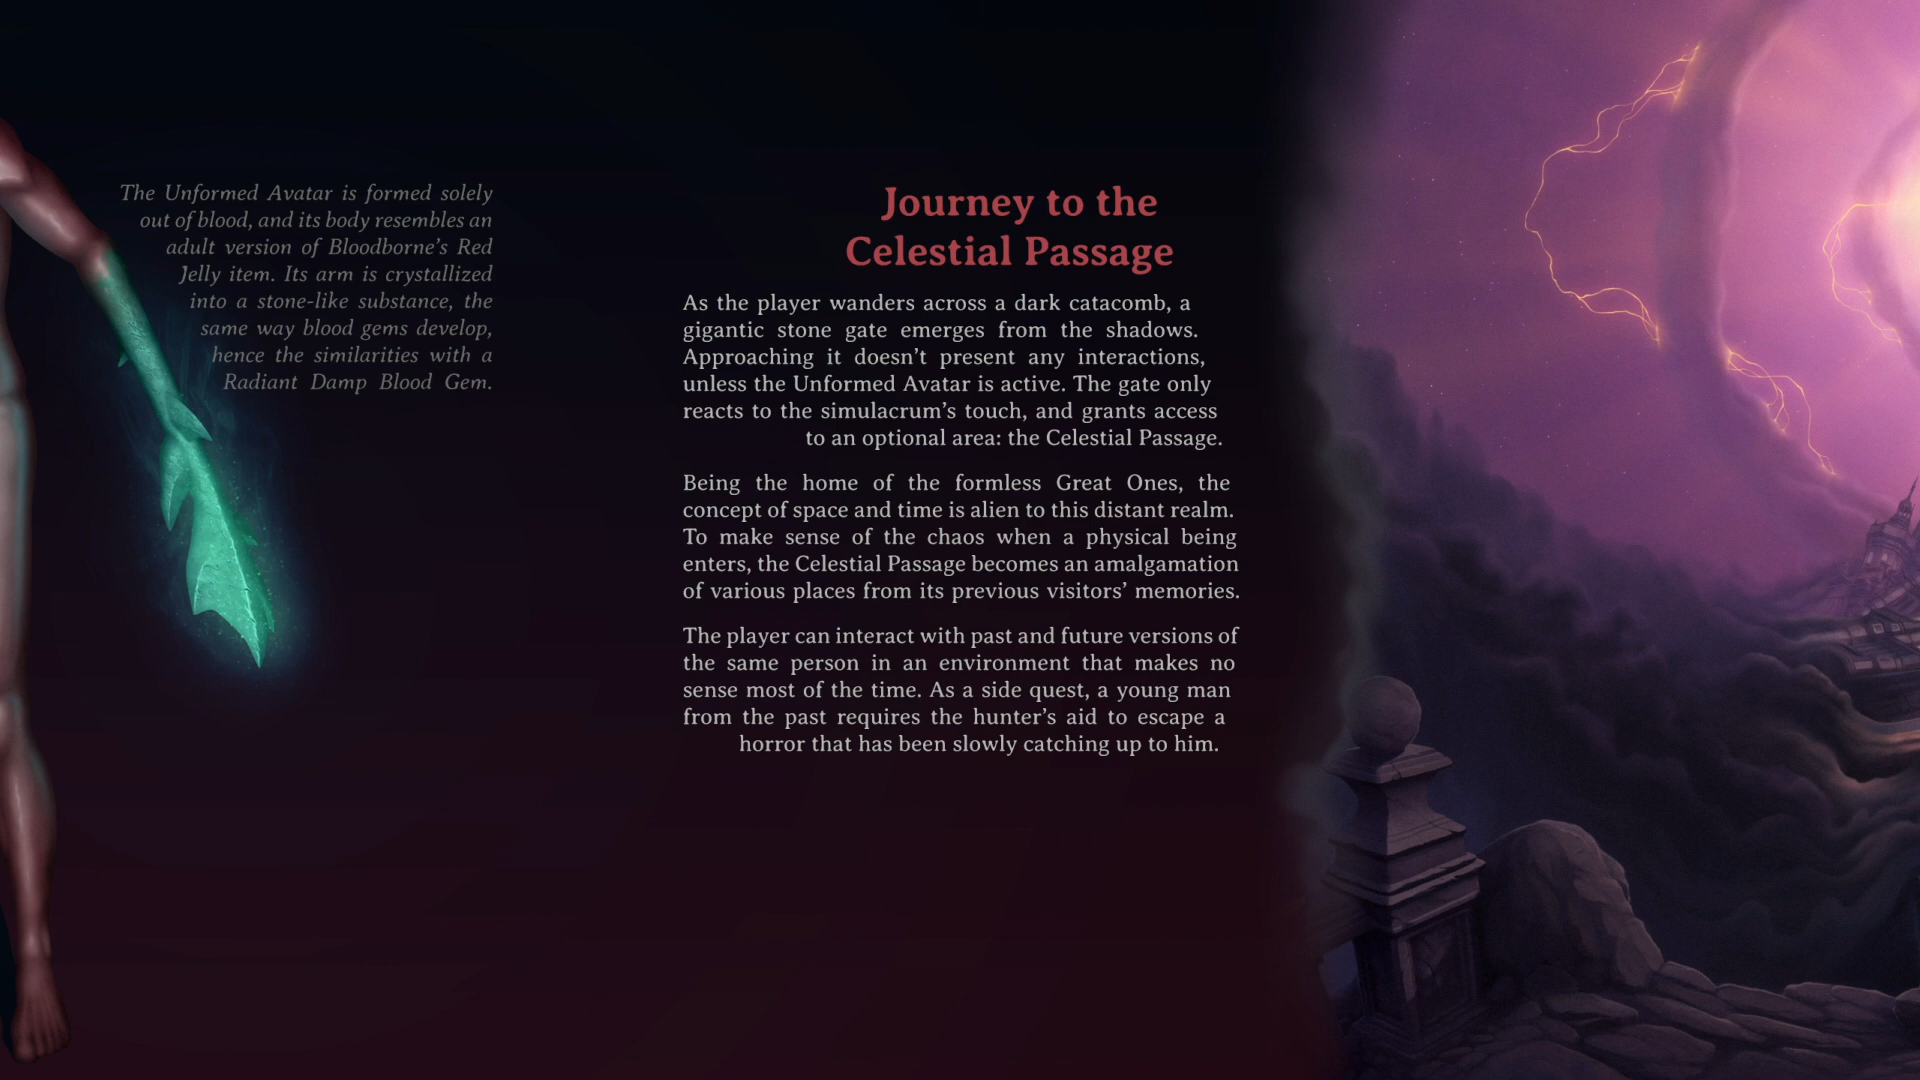 The Unformed Avatar is formed solely
out of blood, and its body resembles an
adult version of Bloodborne's Red
Jelly item. Its arm is crystallized
into a stone-like substance, the
same way blood gems develop,
hence the similarities with a
Radiant Damp Blood Gem.
Journey to the
Celestial Passage
As the player wanders across a dark catacomb, a
gigantic stone gate emerges from the shadows.
Approaching it doesn't present any interactions,
unless the Unformed Avatar is active. The gate only
reacts to the simulacrum's touch, and grants access
to an optional area: the Celestial Passage.
Being the home of the formless Great Ones, the
concept of space and time is alien to this distant realm.
To make sense of the chaos when a physical being
enters, the Celestial Passage becomes an amalgamation
of various places from its previous visitors' memories.
The player can interact with past and future versions of
the same person in an environment that makes no
sense most of the time. As a side quest, a young man
from the past requires the hunter's aid to escape a
horror that has been slowly catching up to him.